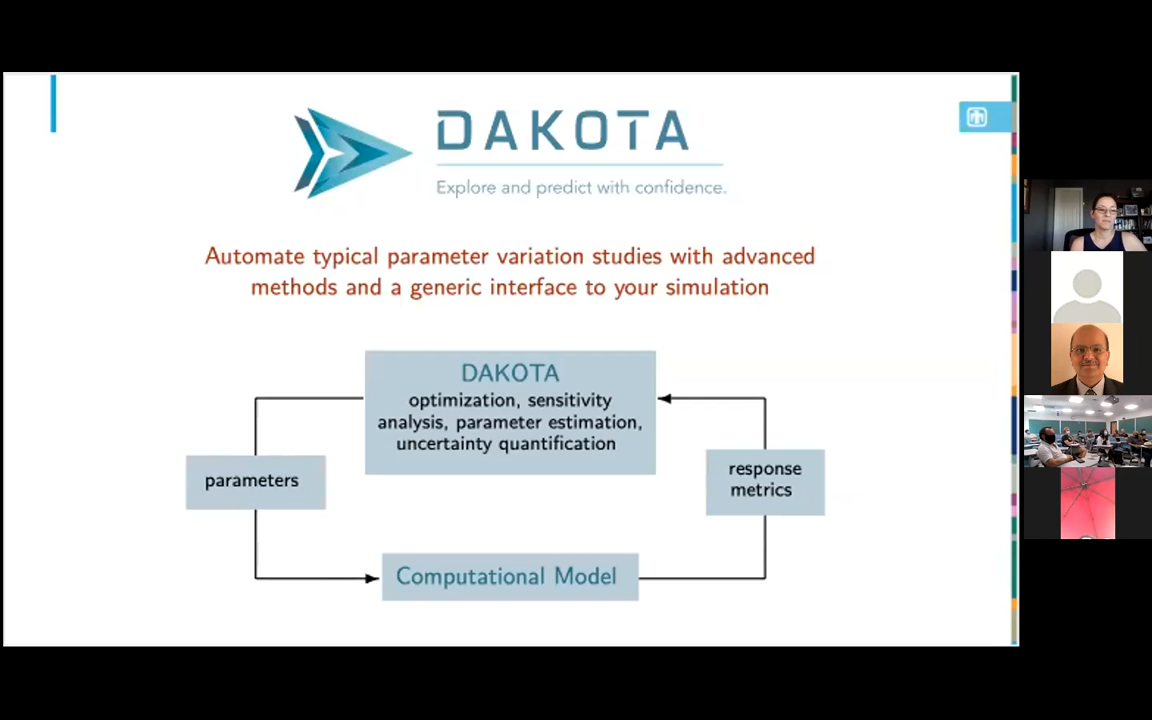 DAKOTA
Explore and predict with confidence.
Automate typical parameter variation studies with advanced
methods and a generic interface to your simulation
DAKOTA
optimization, sensitivity
analysis, parameter estimation,
uncertainty quantification
parameters
response
metrics
Computational Model